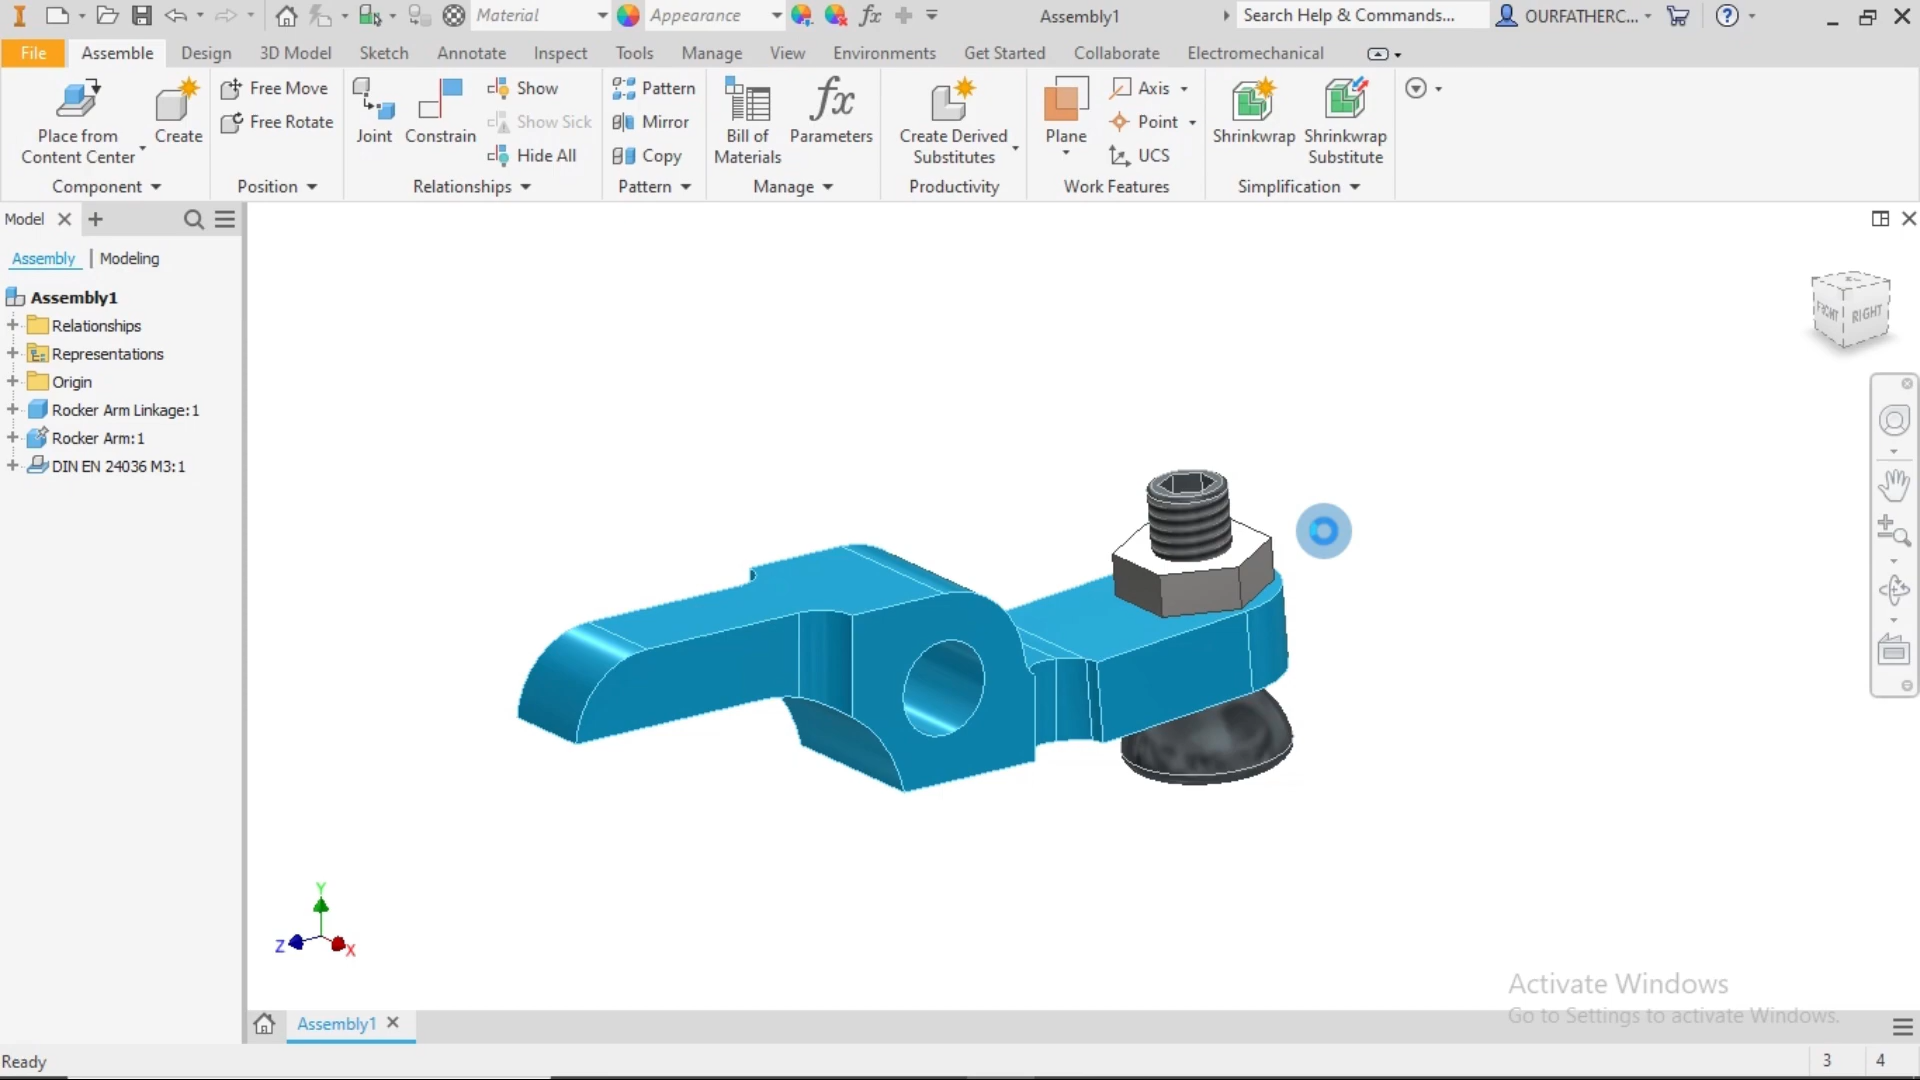 Material
Appearance
fx
Assembly1
Search Help & Commands...
OURFATHERC...
File
Assemble
Design
3D Model
Sketch
Annotate
Inspect
Tools
Manage
View
Environments
Get Started
Collaborate
Electromechanical
Place from
Content Center
Create
Free Move
Free Rotate
Joint
Constrain
Show
Show Sick
Hide All
Pattern
Mirror
Copy
Bill of
Materials
fx
Parameters
Create Derived
Substitutes
Plane
Axis
Point
UCS
Shrinkwrap
Shrinkwrap
Substitute
Component
Position
Relationships
Pattern
Manage
Productivity
Work Features
Simplification
Model
Assembly
Modeling
Assembly1
Relationships
Representations
Origin
Rocker Arm Linkage:1
Rocker Arm:1
DIN EN 24036 M3:1
FRONT
RIGHT
Y
Z
X
Activate Windows
Go to Settings to activate Windows.
Assembly1
Ready
3
4